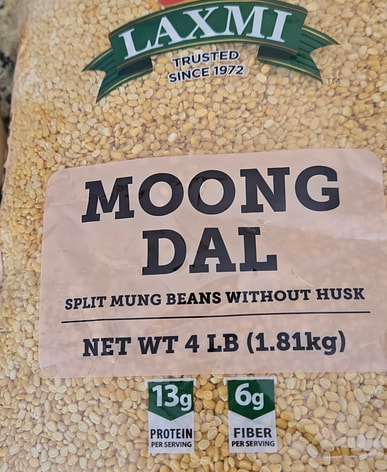 LAXMI
TRUSTED
SINCE 1972
MOONG
DAL
SPLIT MUNG BEANS WITHOUT HUSK
NET WT 4 LB (1.81kg)
13g
PROTEIN
PER SERVING
6g
FIBER
PER SERVING